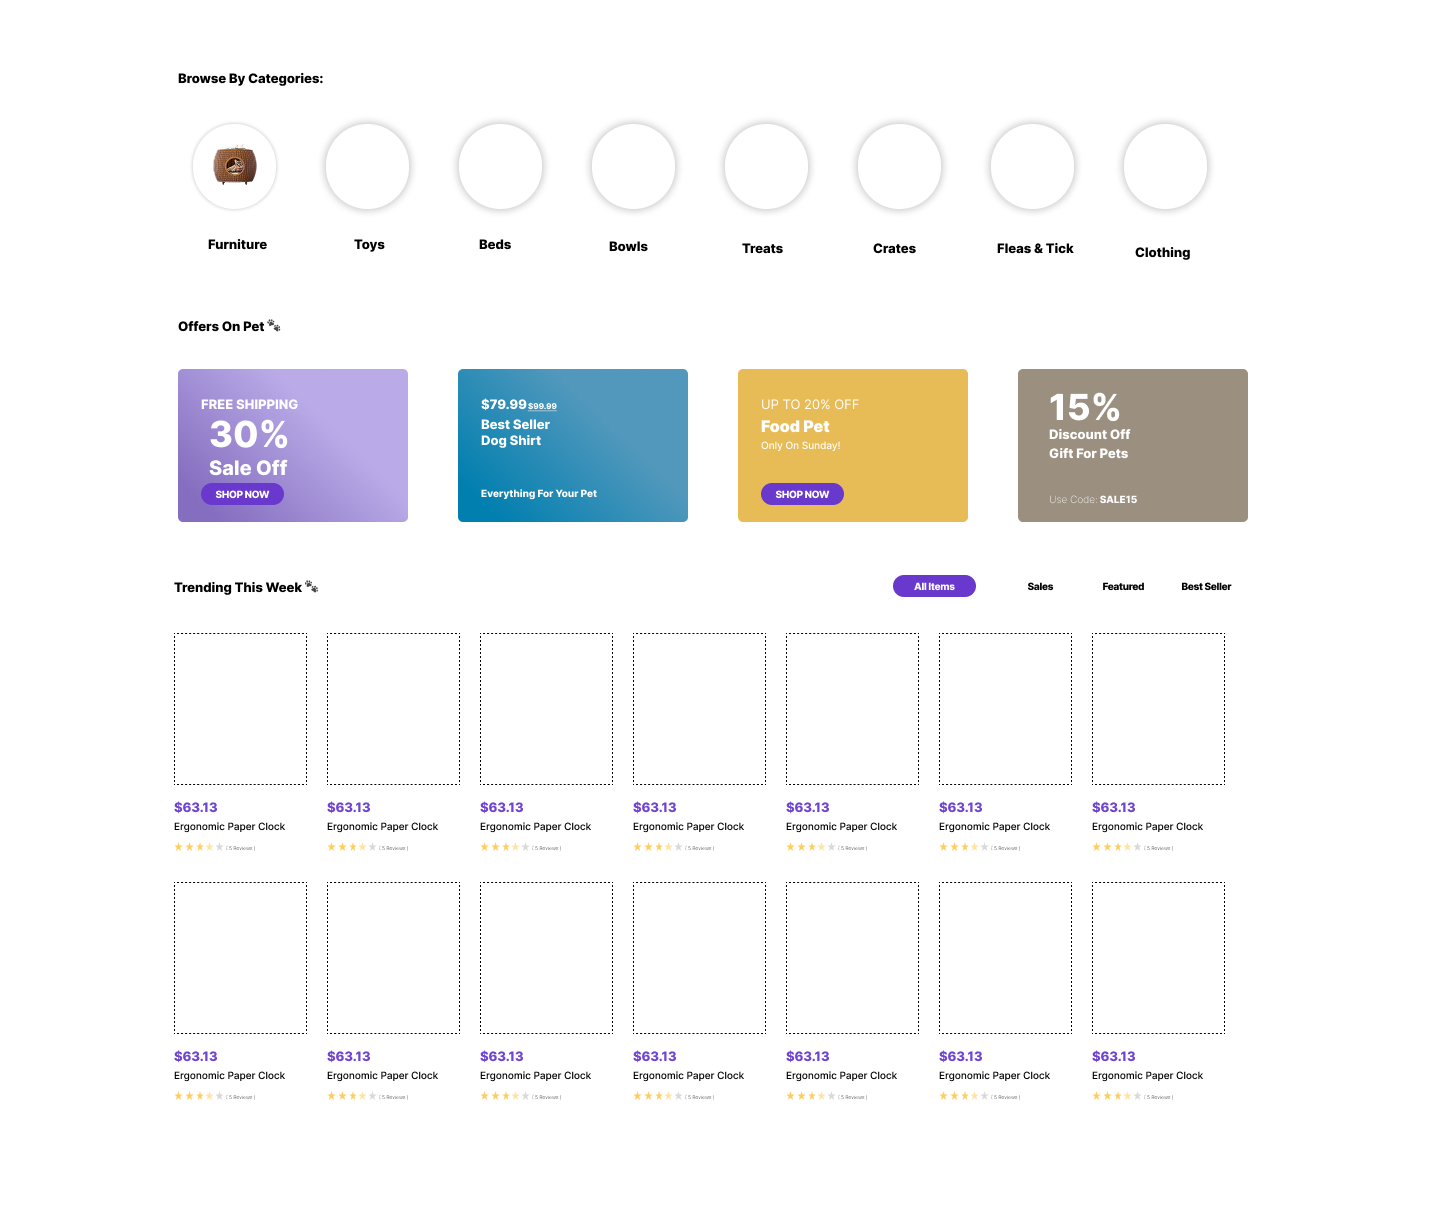 Browse By Categories:
Furniture
Toys
Beds
Bowls
Treats
Crates
Fleas & Tick
Clothing
Offers On Pet
FREE SHIPPING
30%
Sale Off
SHOP NOW
$79.99 $99.99
Best Seller
Dog Shirt
Everything For Your Pet
UP TO 20% OFF
Food Pet
Only On Sunday!
SHOP NOW
15%
Discount Off
Gift For Pets
Use Code: SALE15
Trending This Week
All Items
Sales
Featured
Best Seller
$63.13 $63.13 $63.13 $63.13 $63.13 $63.13 $63.13
Ergonomic Paper Clock Ergonomic Paper Clock Ergonomic Paper Clock Ergonomic Paper Clock Ergonomic Paper Clock Ergonomic Paper Clock Ergonomic Paper Clock
( 5 Reviews ) ( 5 Reviews ) ( 5 Reviews ) ( 5 Reviews ) ( 5 Reviews ) ( 5 Reviews ) ( 5 Reviews )
$63.13 $63.13 $63.13 $63.13 $63.13 $63.13 $63.13
Ergonomic Paper Clock Ergonomic Paper Clock Ergonomic Paper Clock Ergonomic Paper Clock Ergonomic Paper Clock Ergonomic Paper Clock Ergonomic Paper Clock
( 5 Reviews ) ( 5 Reviews ) ( 5 Reviews ) ( 5 Reviews ) ( 5 Reviews ) ( 5 Reviews ) ( 5 Reviews )